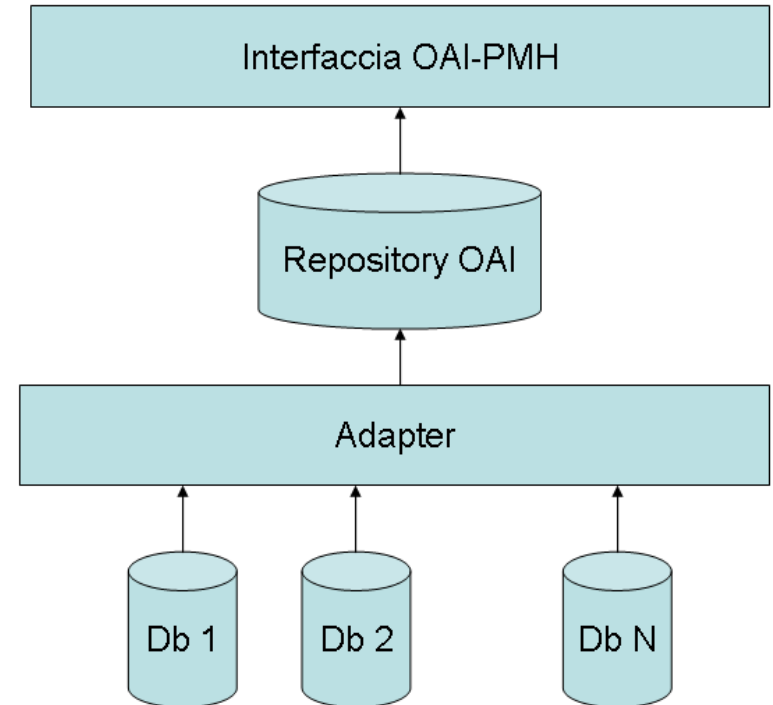 Interfaccia OAI-PMH
Repository OAI
Adapter
Db 1
Db 2
Db N